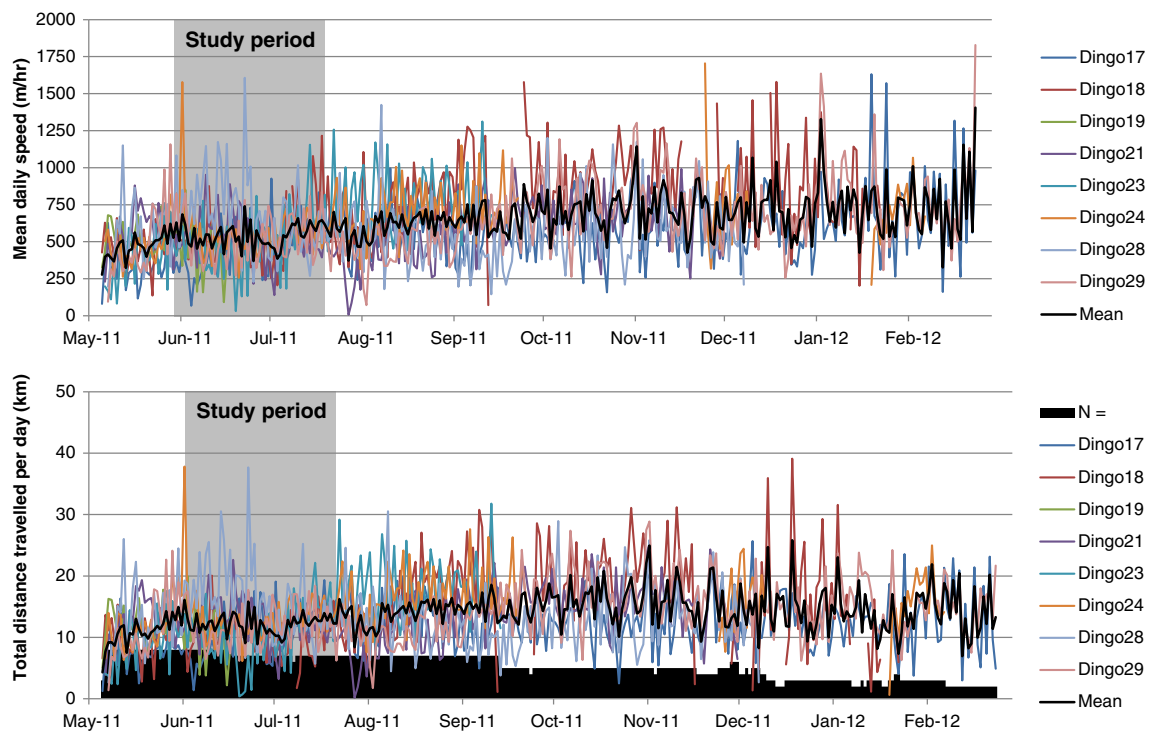 Mean daily speed (m/hr)
2000
1750
1500
1250
1000
750
500
250
0
Study period
May-11 Jun-11 Jul-11 Aug-11 Sep-11 Oct-11 Nov-11 Dec-11 Jan-12 Feb-12
Dingo17
Dingo18
Dingo19
Dingo21
Dingo23
Dingo24
Dingo28
Dingo29
Mean
Total distance travelled per day (km)
50
40
30
20
10
0
Study period
May-11 Jun-11 Jul-11 Aug-11 Sep-11 Oct-11 Nov-11 Dec-11 Jan-12 Feb-12
N =
Dingo17
Dingo18
Dingo19
Dingo21
Dingo23
Dingo24
Dingo28
Dingo29
Mean